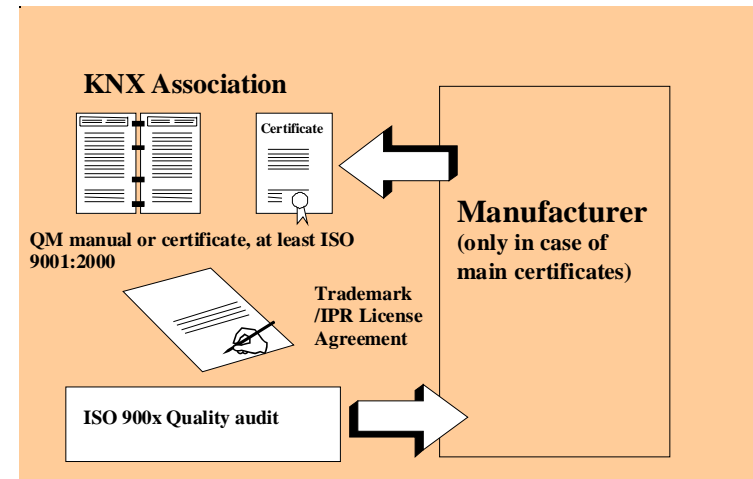 KNX Association
Certificate
QM manual or certificate, at least ISO
9001:2000
Manufacturer
(only in case of
main certificates)
Trademark
/IPR License
Agreement
ISO 900x Quality audit